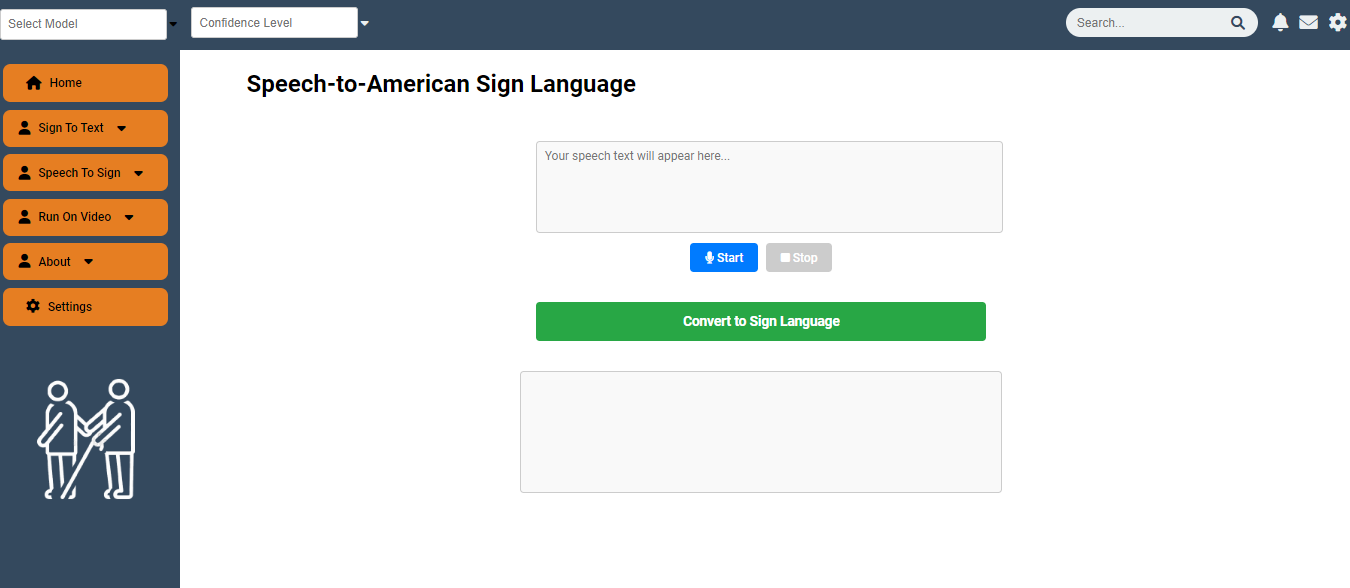 Select Model
Confidence Level
Search...
Home
Sign To Text
Speech To Sign
Run On Video
About
Settings
Speech-to-American Sign Language
Your speech text will appear here...
Start
Stop
Convert to Sign Language